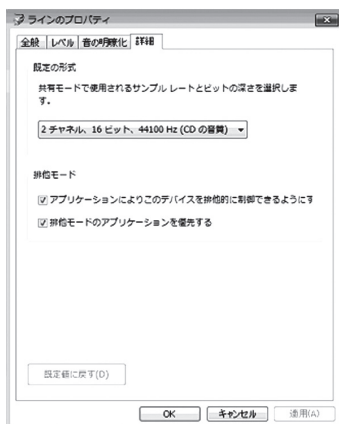 ラインのプロパティ
全般 レベル 音の明瞭化 詳細
既定の形式
共有モードで使用されるサンプル レートとビットの深さを選択しま
す。
2 チャネル、16 ビット、44100 Hz (CD の音質)
排他モード
アプリケーションによりこのデバイスを排他的に制御できるようにす
排他モードのアプリケーションを優先する
既定値に戻す(D)
OK キャンセル 適用(A)